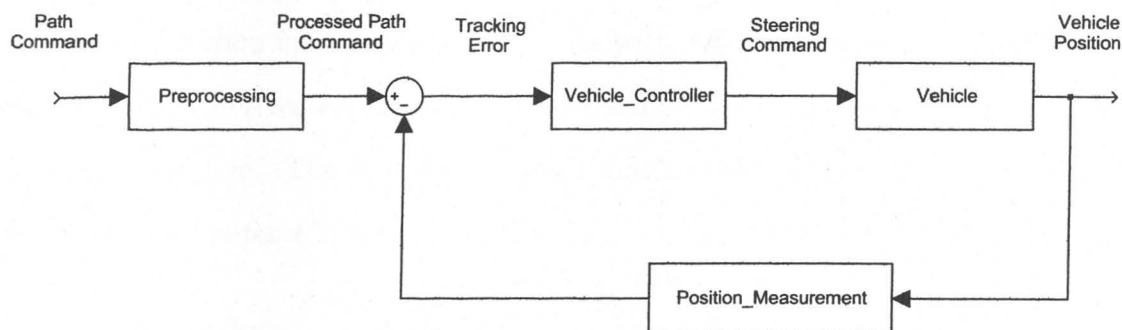 Path
Command
Processed Path
Command
Tracking
Error
Steering
Command
Vehicle
Position
Preprocessing
+
-
Vehicle_Controller
Vehicle
Position_Measurement